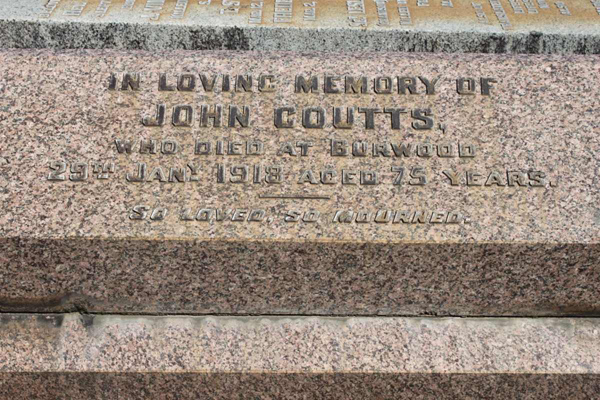 IN LOVING MEMORY OF
JOHN COUTTS,
WHO DIED AT BURWOOD
29TH JANY. 1918 AGED 75 YEARS.
SO LOVED, SO MOURNED.